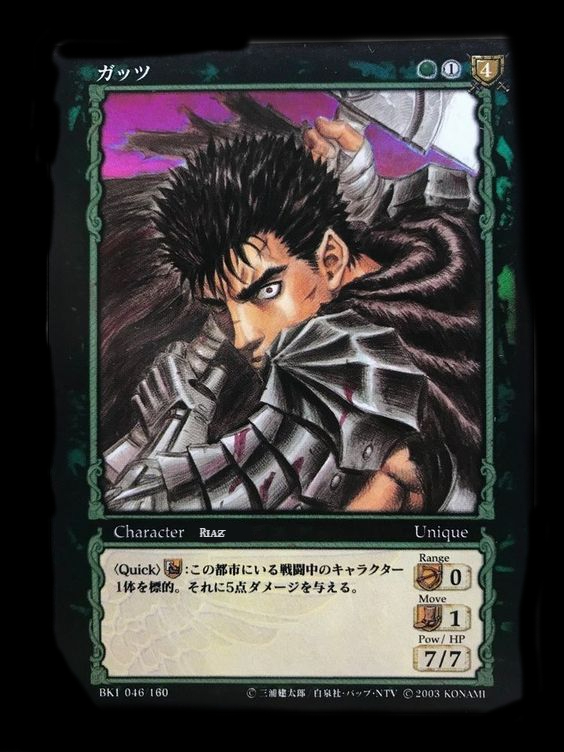 ガッツ
1 4
Character RIAZ Unique
〈Quick〉:この都市にいる戦闘中のキャラクター
1体を標的。それに5点ダメージを与える。
Range
0
Move
1
Pow/ HP
7/7
BK1 046 160 © 三浦建太郎/白泉社・バップ・NTV © 2003 KONAMI